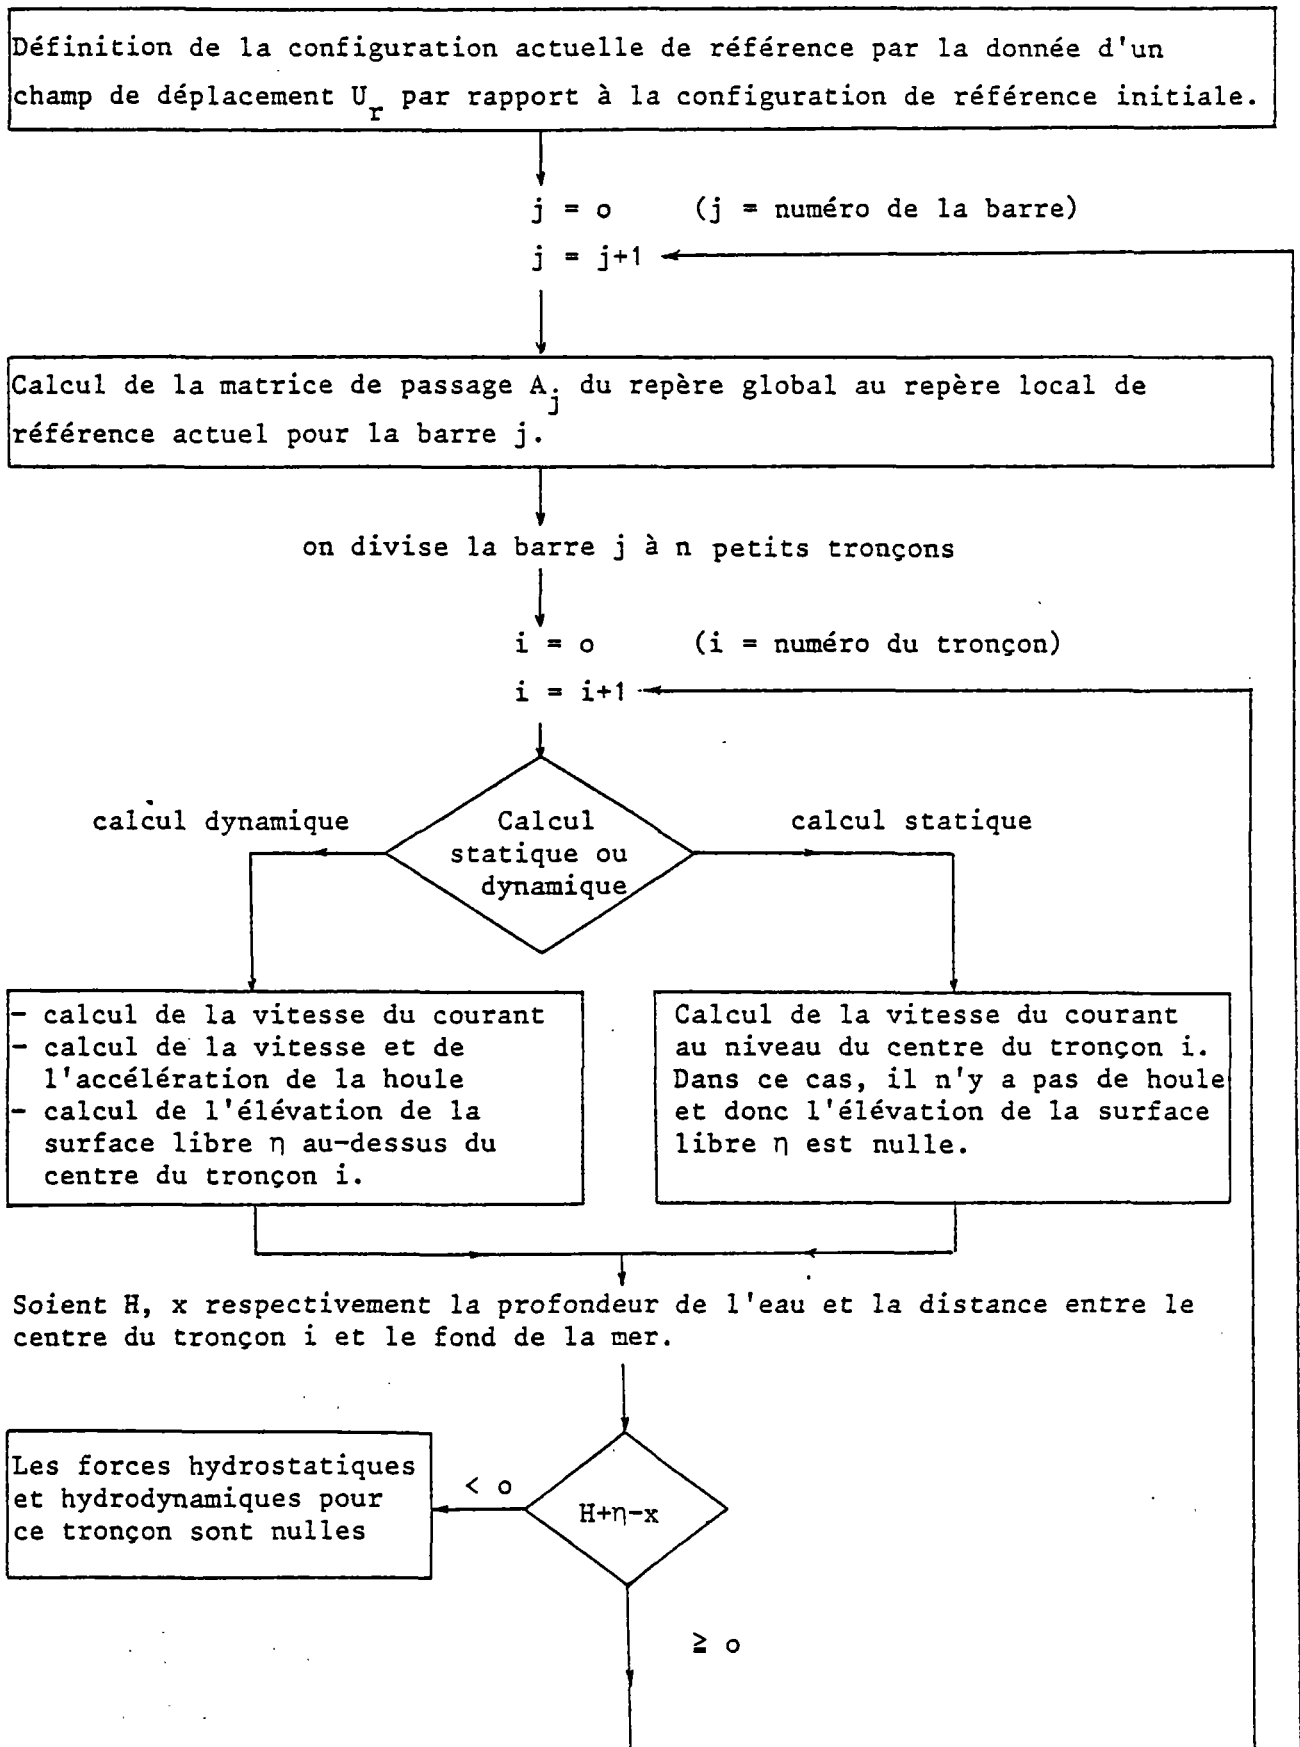 Définition de la configuration actuelle de référence par la donnée d'un
champ de déplacement U_r par rapport à la configuration de référence initiale.
j = o (j = numéro de la barre)
j = j+1
Calcul de la matrice de passage A_j du repère global au repère local de
référence actuel pour la barre j.
on divise la barre j à n petits tronçons
i = o (i = numéro du tronçon)
i = i+1
calcul dynamique
Calcul
statique ou
dynamique
calcul statique
- calcul de la vitesse du courant
- calcul de la vitesse et de
l'accélération de la houle
- calcul de l'élévation de la
surface libre η au-dessus du
centre du tronçon i.
Calcul de la vitesse du courant
au niveau du centre du tronçon i.
Dans ce cas, il n'y a pas de houle
et donc l'élévation de la surface
libre η est nulle.
Soient H, x respectivement la profondeur de l'eau et la distance entre le
centre du tronçon i et le fond de la mer.
Les forces hydrostatiques
et hydrodynamiques pour
ce tronçon sont nulles
< o
H+η-x
≧ o